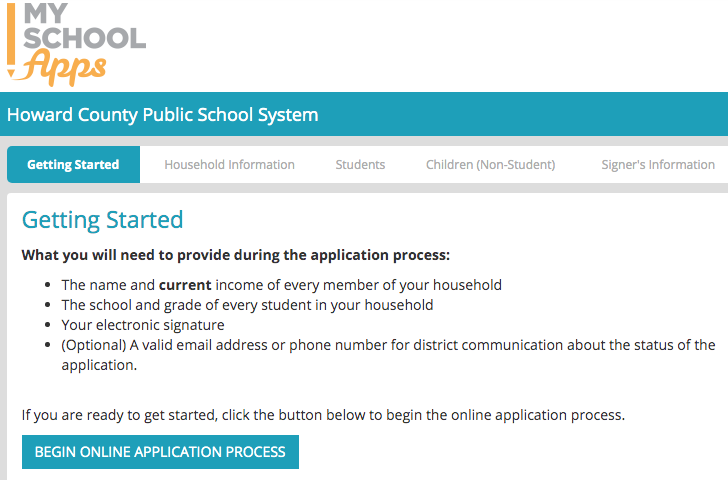 MY
SCHOOL
Apps
Howard County Public School System
Getting Started Household Information Students Children (Non-Student) Signer's Information
Getting Started
What you will need to provide during the application process:
• The name and current income of every member of your household
• The school and grade of every student in your household
• Your electronic signature
• (Optional) A valid email address or phone number for district communication about the status of the
application.
If you are ready to get started, click the button below to begin the online application process.
BEGIN ONLINE APPLICATION PROCESS